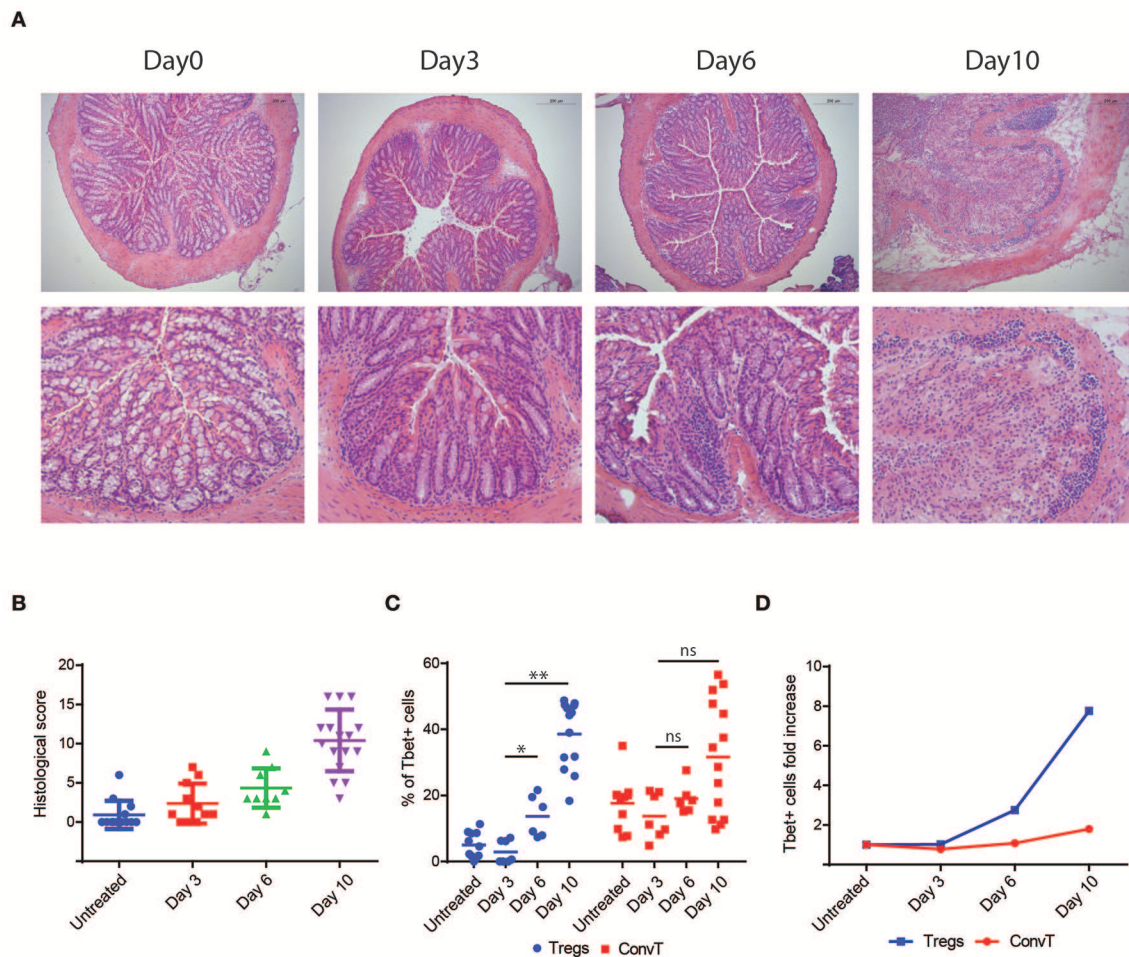 A
Day0 Day3 Day6 Day10
B
C
D
20
15
10
5
0
Histological score
Untreated Day 3 Day 6 Day 10
60
40
20
0
% of Tbet+ cells
** * ns ns
Untreated Day 3 Day 6 Day 10 Untreated Day 3 Day 6 Day 10
Tregs ConvT
10
8
6
4
2
Tbet+ cells fold increase
Untreated Day 3 Day 6 Day 10
Tregs ConvT